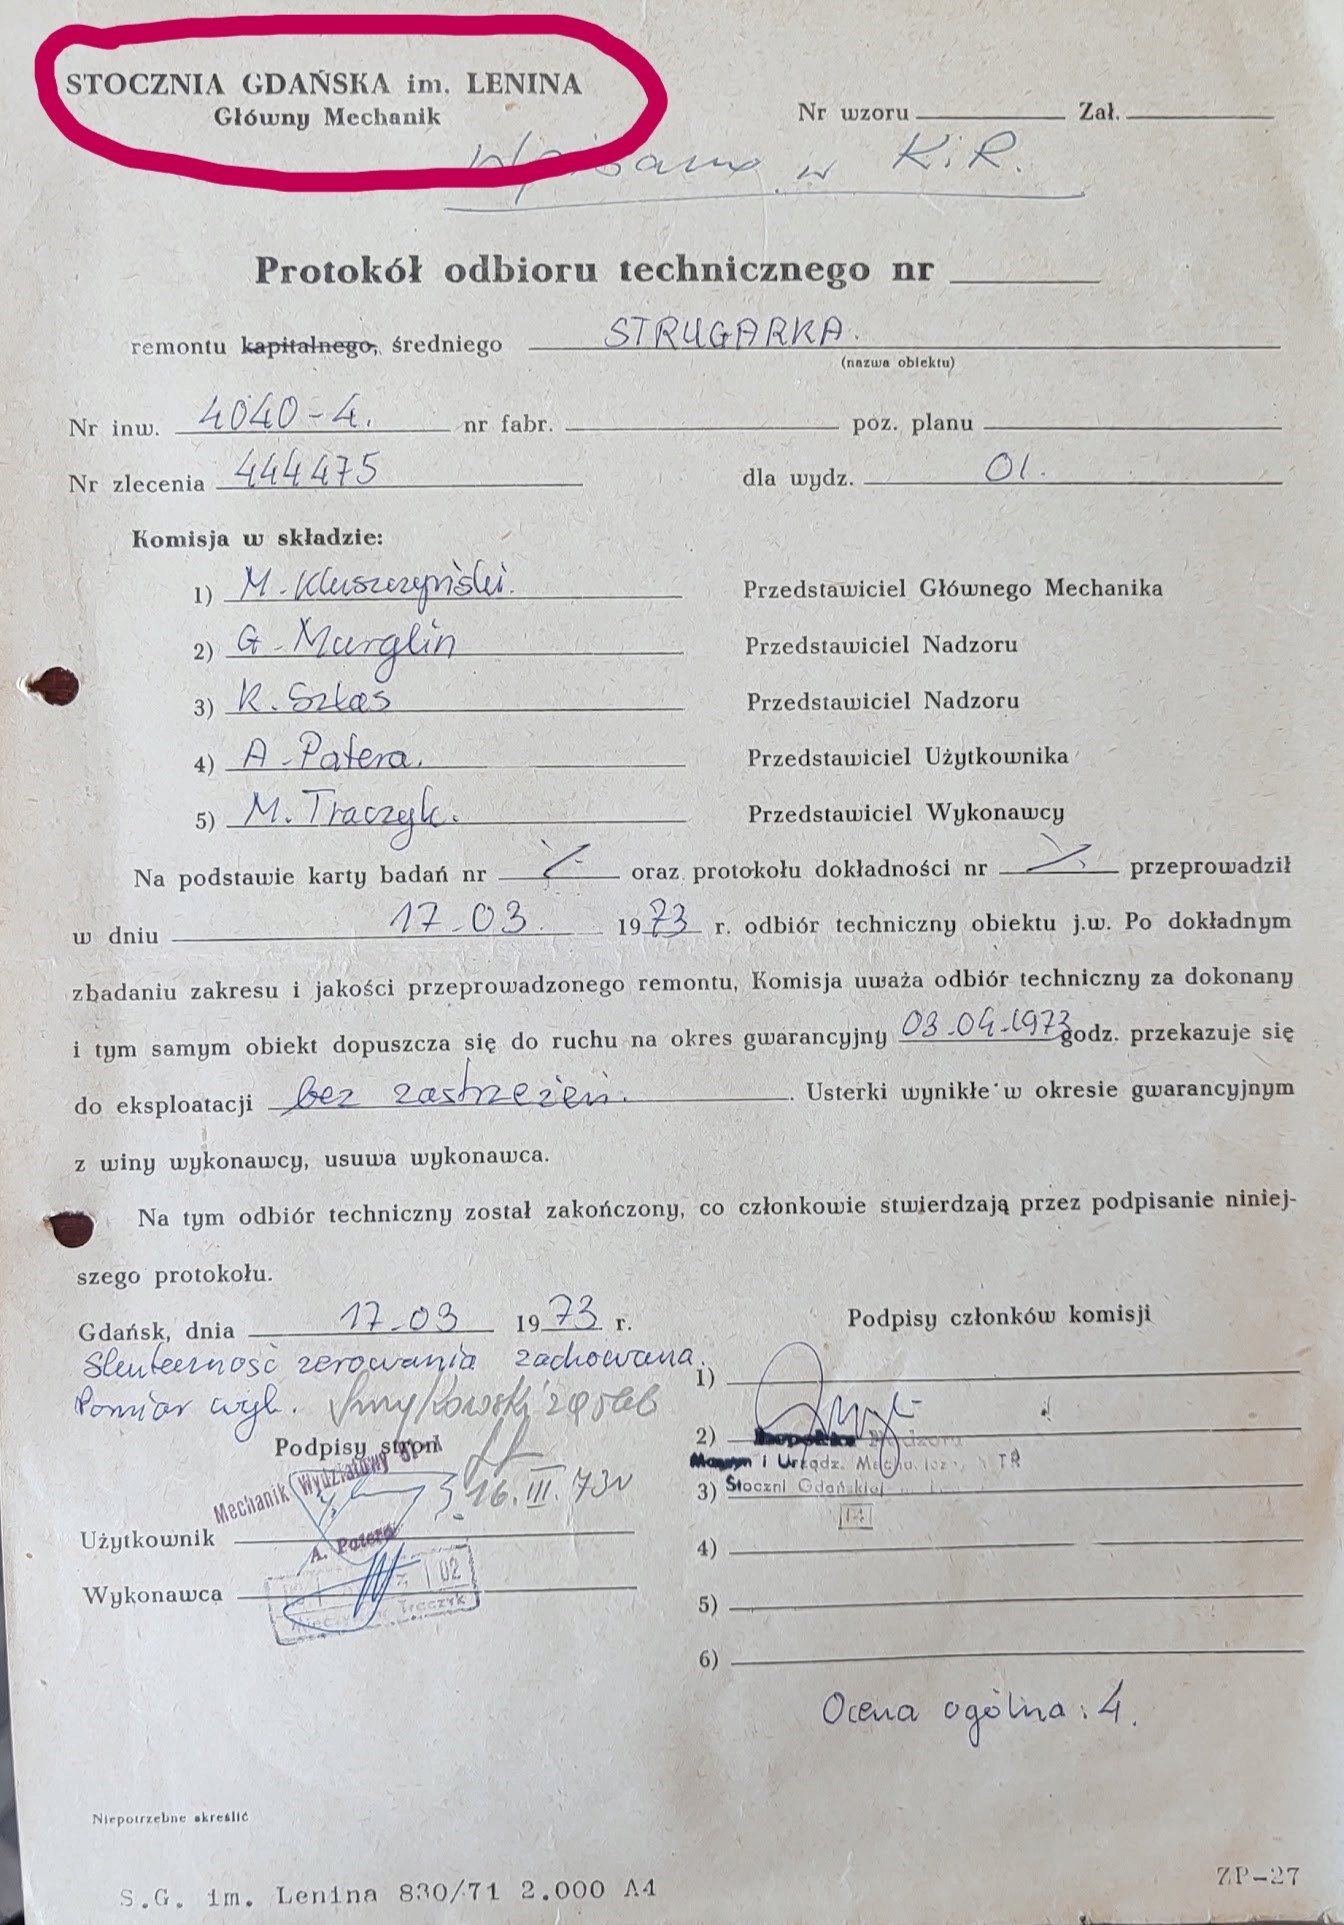 STOCZNIA GDAŃSKA im. LENINA
Główny Mechanik
Nr wzoru Zał.
Wpisano w K.i R.
Protokół odbioru technicznego nr
remontu kapitalnego, średniego STRUGARKA.
(nazwa obiektu)
Nr inw. 4040-4. nr fabr. poz. planu
Nr zlecenia 444475 dla wydz. 01.
Komisja w składzie:
1) M. Kluszczyński. Przedstawiciel Głównego Mechanika
2) G. Marglin Przedstawiciel Nadzoru
3) K. Szłas Przedstawiciel Nadzoru
4) A. Patera. Przedstawiciel Użytkownika
5) M. Traczyk. Przedstawiciel Wykonawcy
Na podstawie karty badań nr oraz protokołu dokładności nr przeprowadził
w dniu 17-03. 1973 r. odbiór techniczny obiektu j.w. Po dokładnym
zbadaniu zakresu i jakości przeprowadzonego remontu, Komisja uważa odbiór techniczny za dokonany
i tym samym obiekt dopuszcza się do ruchu na okres gwarancyjny 03-04-1973 godz. przekazuje się
do eksploatacji bez zastrzeżeń. Usterki wynikłe w okresie gwarancyjnym
z winy wykonawcy, usuwa wykonawca.
Na tym odbiór techniczny został zakończony, co członkowie stwierdzają przez podpisanie niniej-
szego protokołu.
Gdańsk, dnia 17-03 1973 r. Podpisy członków komisji
Skuteczność zerowania zachowana.
Pomiar wyk.
1)
2) Nadzoru
Maszyn i Urządz.
3) Stoczni Gdańskiej
4)
5)
6)
Podpisy stron
Mechanik Wydziałowy
16.III.73r
Użytkownik
A. Patera
Wykonawca
02
Traczyk
Ocena ogólna: 4.
Niepotrzebne skreślić
S.G. im. Lenina 830/71 2.000 A4
ZP-27